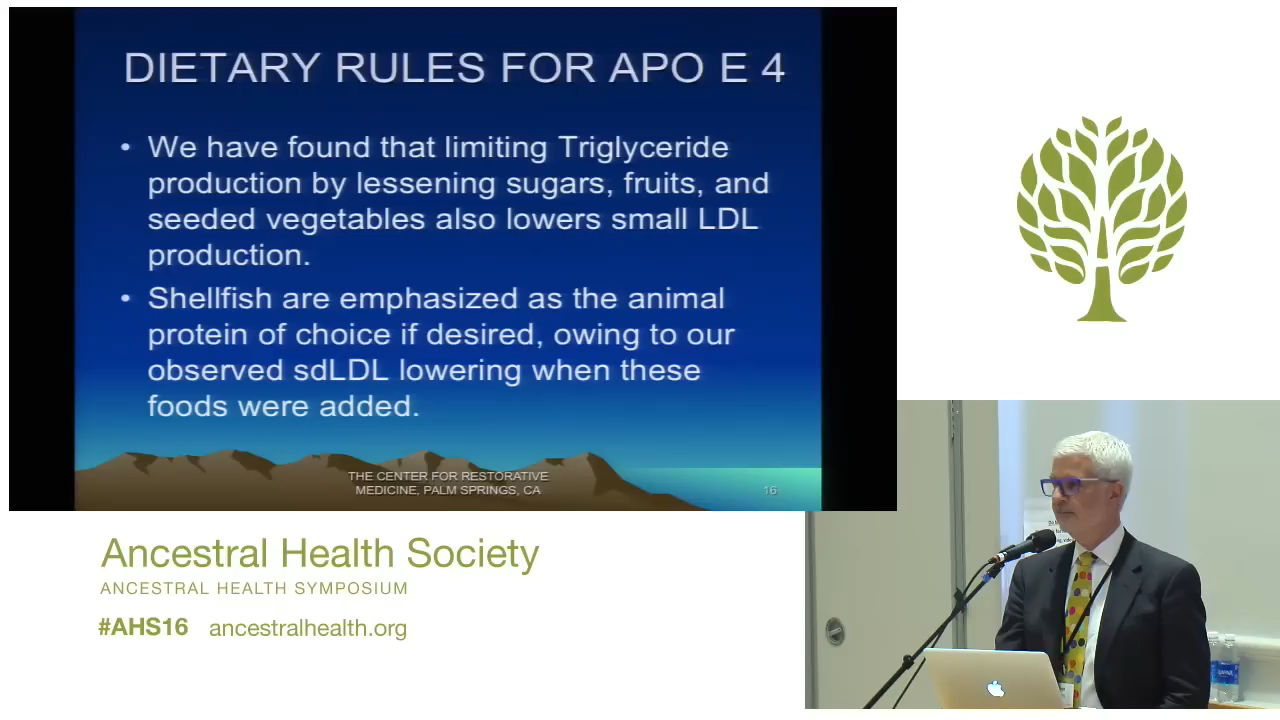 DIETARY RULES FOR APO E 4
• We have found that limiting Triglyceride
production by lessening sugars, fruits, and
seeded vegetables also lowers small LDL
production.
• Shellfish are emphasized as the animal
protein of choice if desired, owing to our
observed sdLDL lowering when these
foods were added.
THE CENTER FOR RESTORATIVE
MEDICINE, PALM SPRINGS, CA
16
Ancestral Health Society
ANCESTRAL HEALTH SYMPOSIUM
#AHS16 ancestralhealth.org